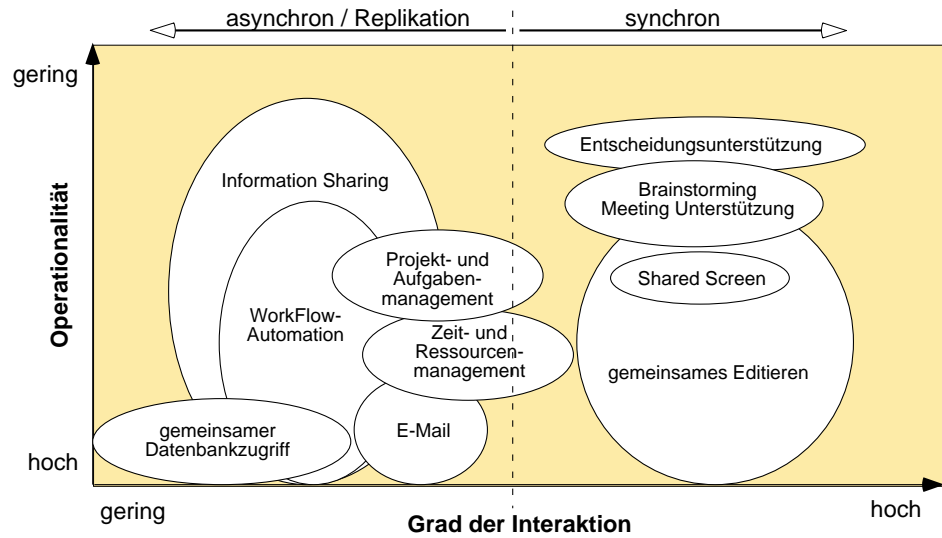 asynchron / Replikation
synchron
gering
Operationalität
hoch
Information Sharing
WorkFlow-
Automation
Projekt- und
Aufgaben-
management
Zeit- und
Ressourcen-
management
gemeinsamer
Datenbankzugriff
E-Mail
Entscheidungsunterstützung
Brainstorming
Meeting Unterstützung
Shared Screen
gemeinsames Editieren
gering
Grad der Interaktion
hoch